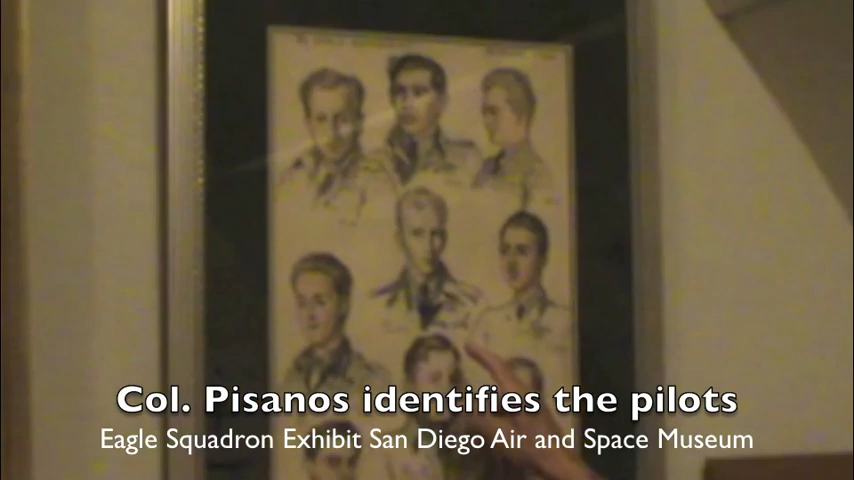 Col. Pisanos identifies the pilots
Eagle Squadron Exhibit San Diego Air and Space Museum